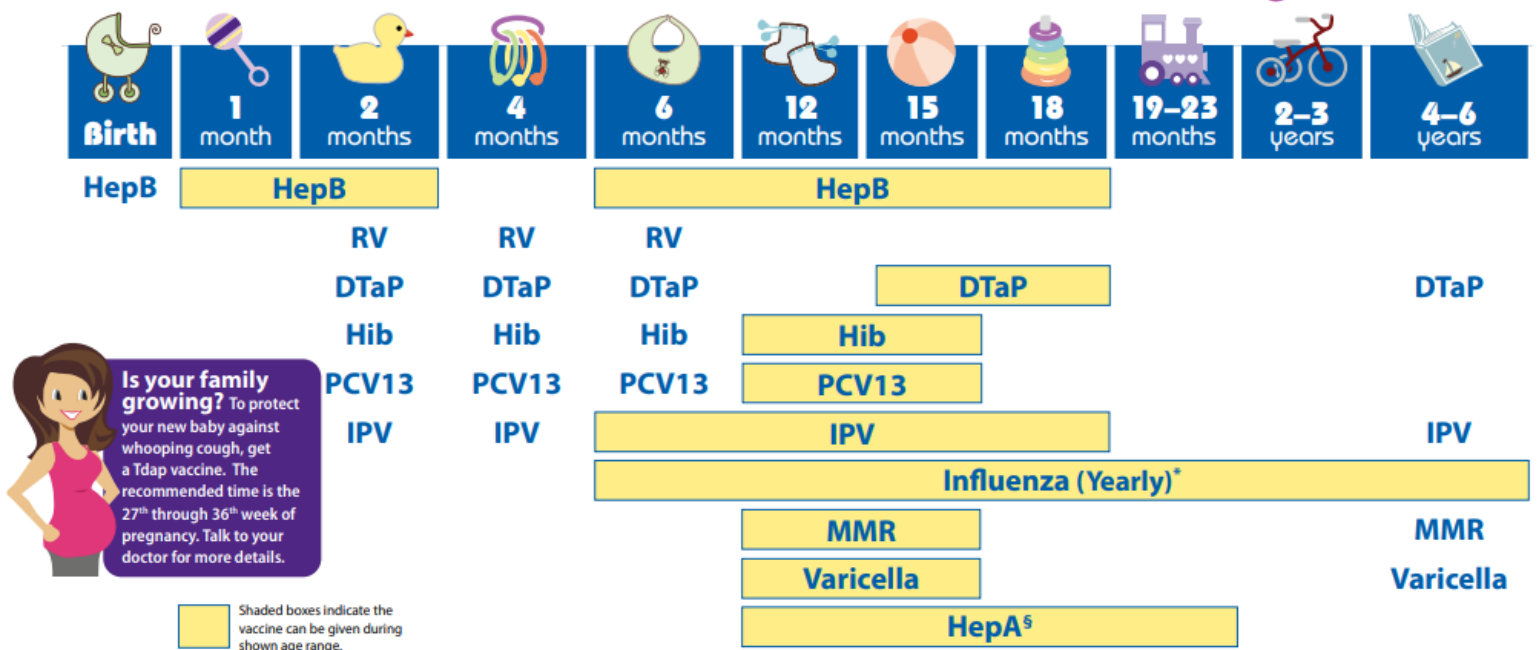 Birth
1
month
2
months
4
months
6
months
12
months
15
months
18
months
19–23
months
2–3
years
4–6
years
HepB HepB HepB
RV RV RV
DTaP DTaP DTaP DTaP DTaP
Hib Hib Hib Hib
PCV13 PCV13 PCV13 PCV13
IPV IPV IPV IPV
Influenza (Yearly)*
MMR MMR
Varicella Varicella
HepA§
Is your family
growing? To protect
your new baby against
whooping cough, get
a Tdap vaccine. The
recommended time is the
27th through 36th week of
pregnancy. Talk to your
doctor for more details.
Shaded boxes indicate the
vaccine can be given during
shown age range.